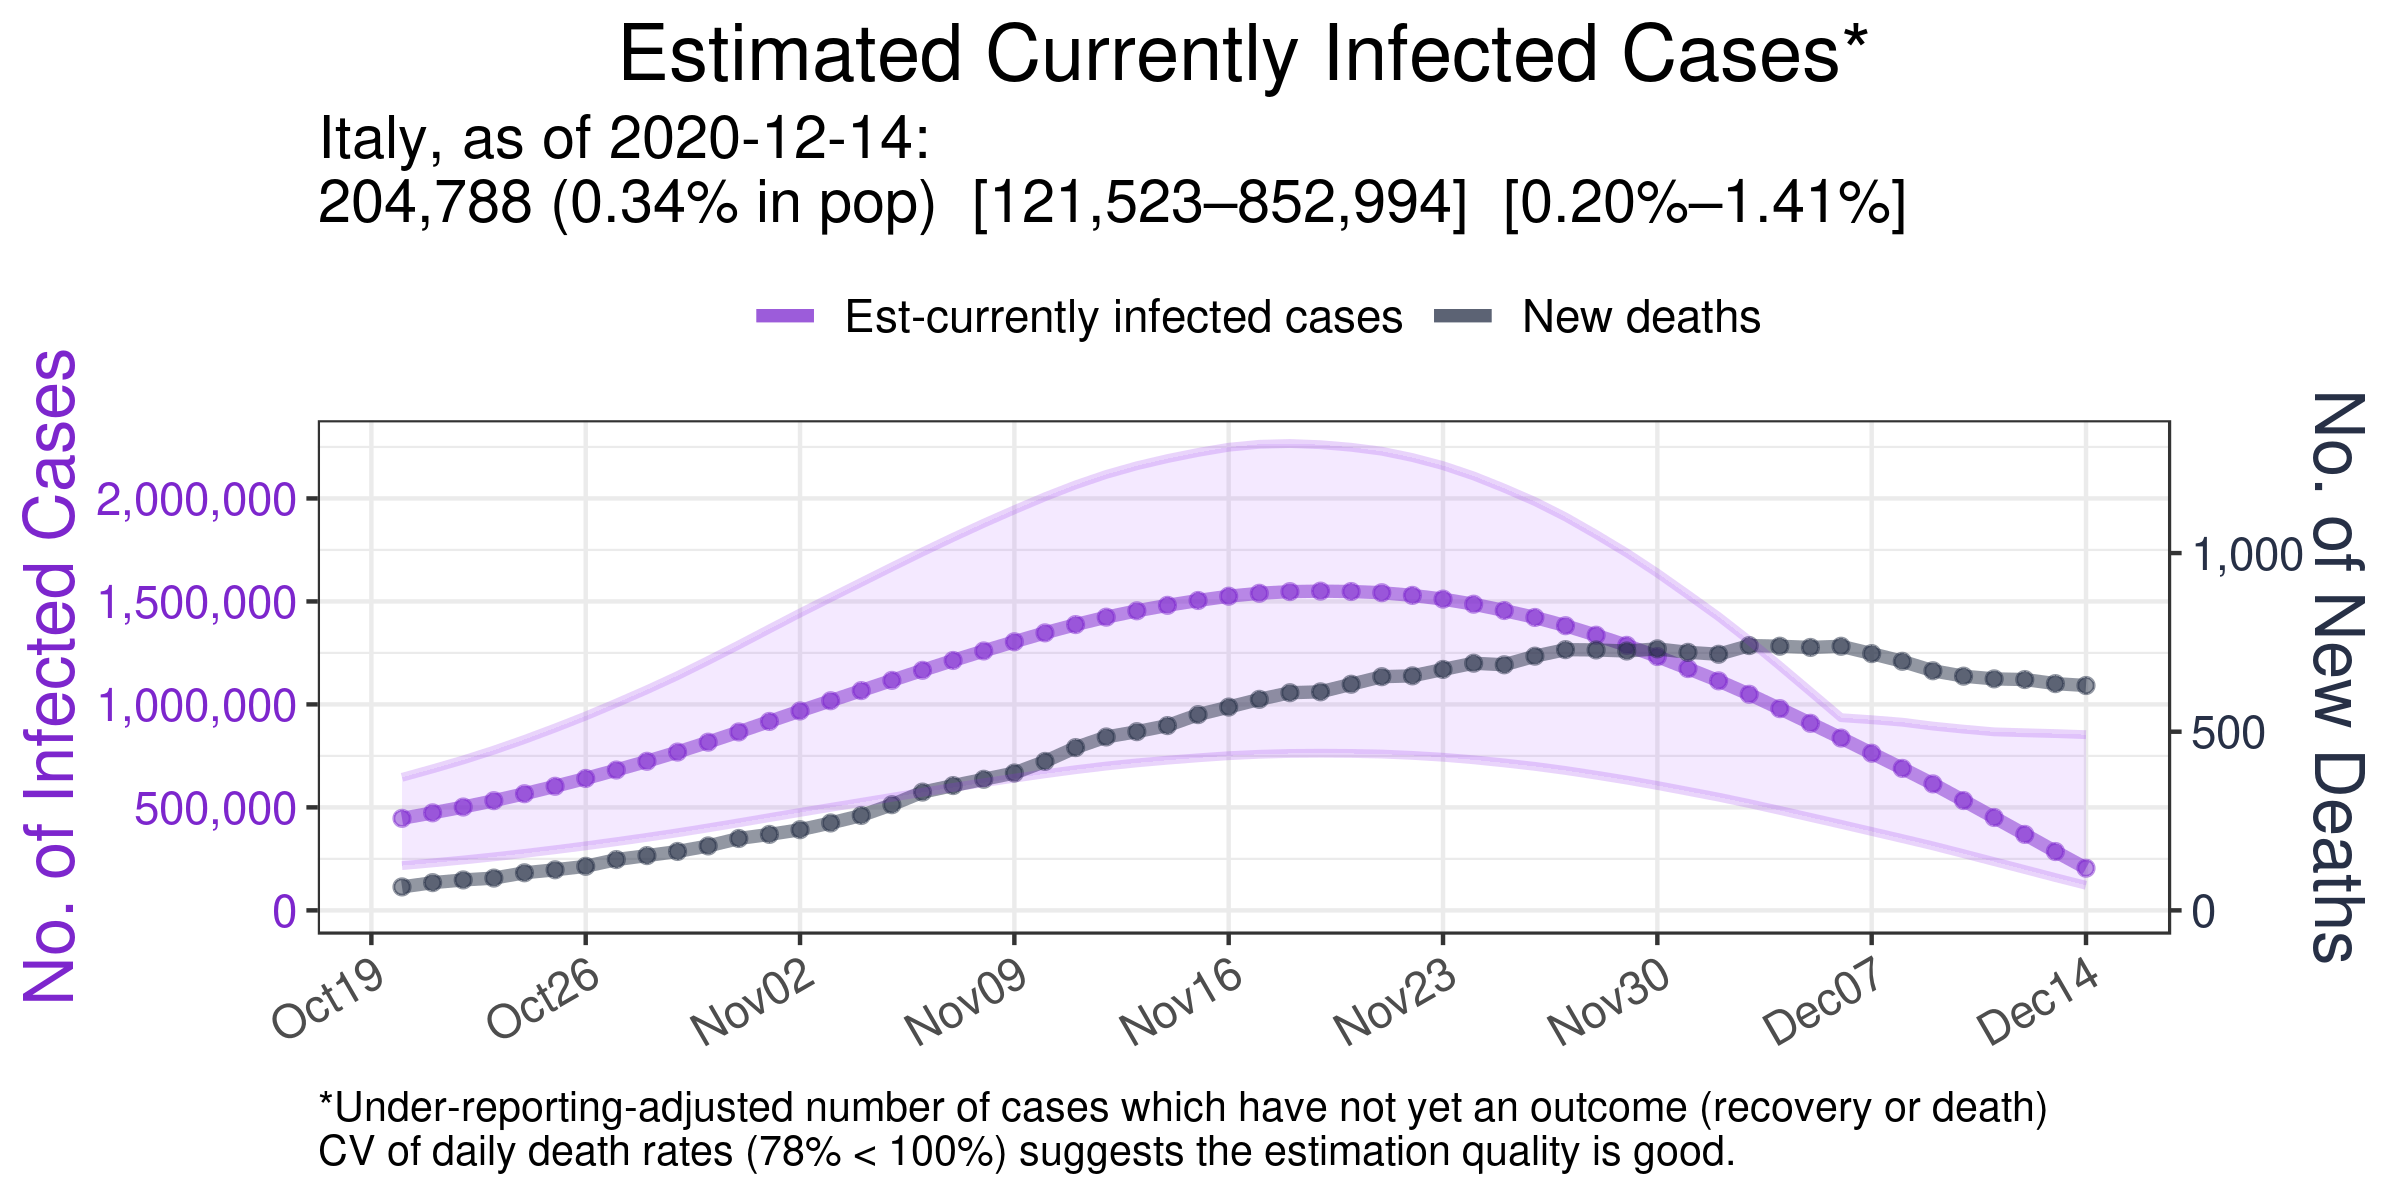 Estimated Currently Infected Cases*
Italy, as of 2020-12-14:
204,788 (0.34% in pop) [121,523–852,994] [0.20%–1.41%]
Est-currently infected cases
New deaths
No. of Infected Cases
2,000,000
1,500,000
1,000,000
500,000
0
No. of New Deaths
1,000
500
0
Oct19
Oct26
Nov02
Nov09
Nov16
Nov23
Nov30
Dec07
Dec14
*Under-reporting-adjusted number of cases which have not yet an outcome (recovery or death)
CV of daily death rates (78% < 100%) suggests the estimation quality is good.